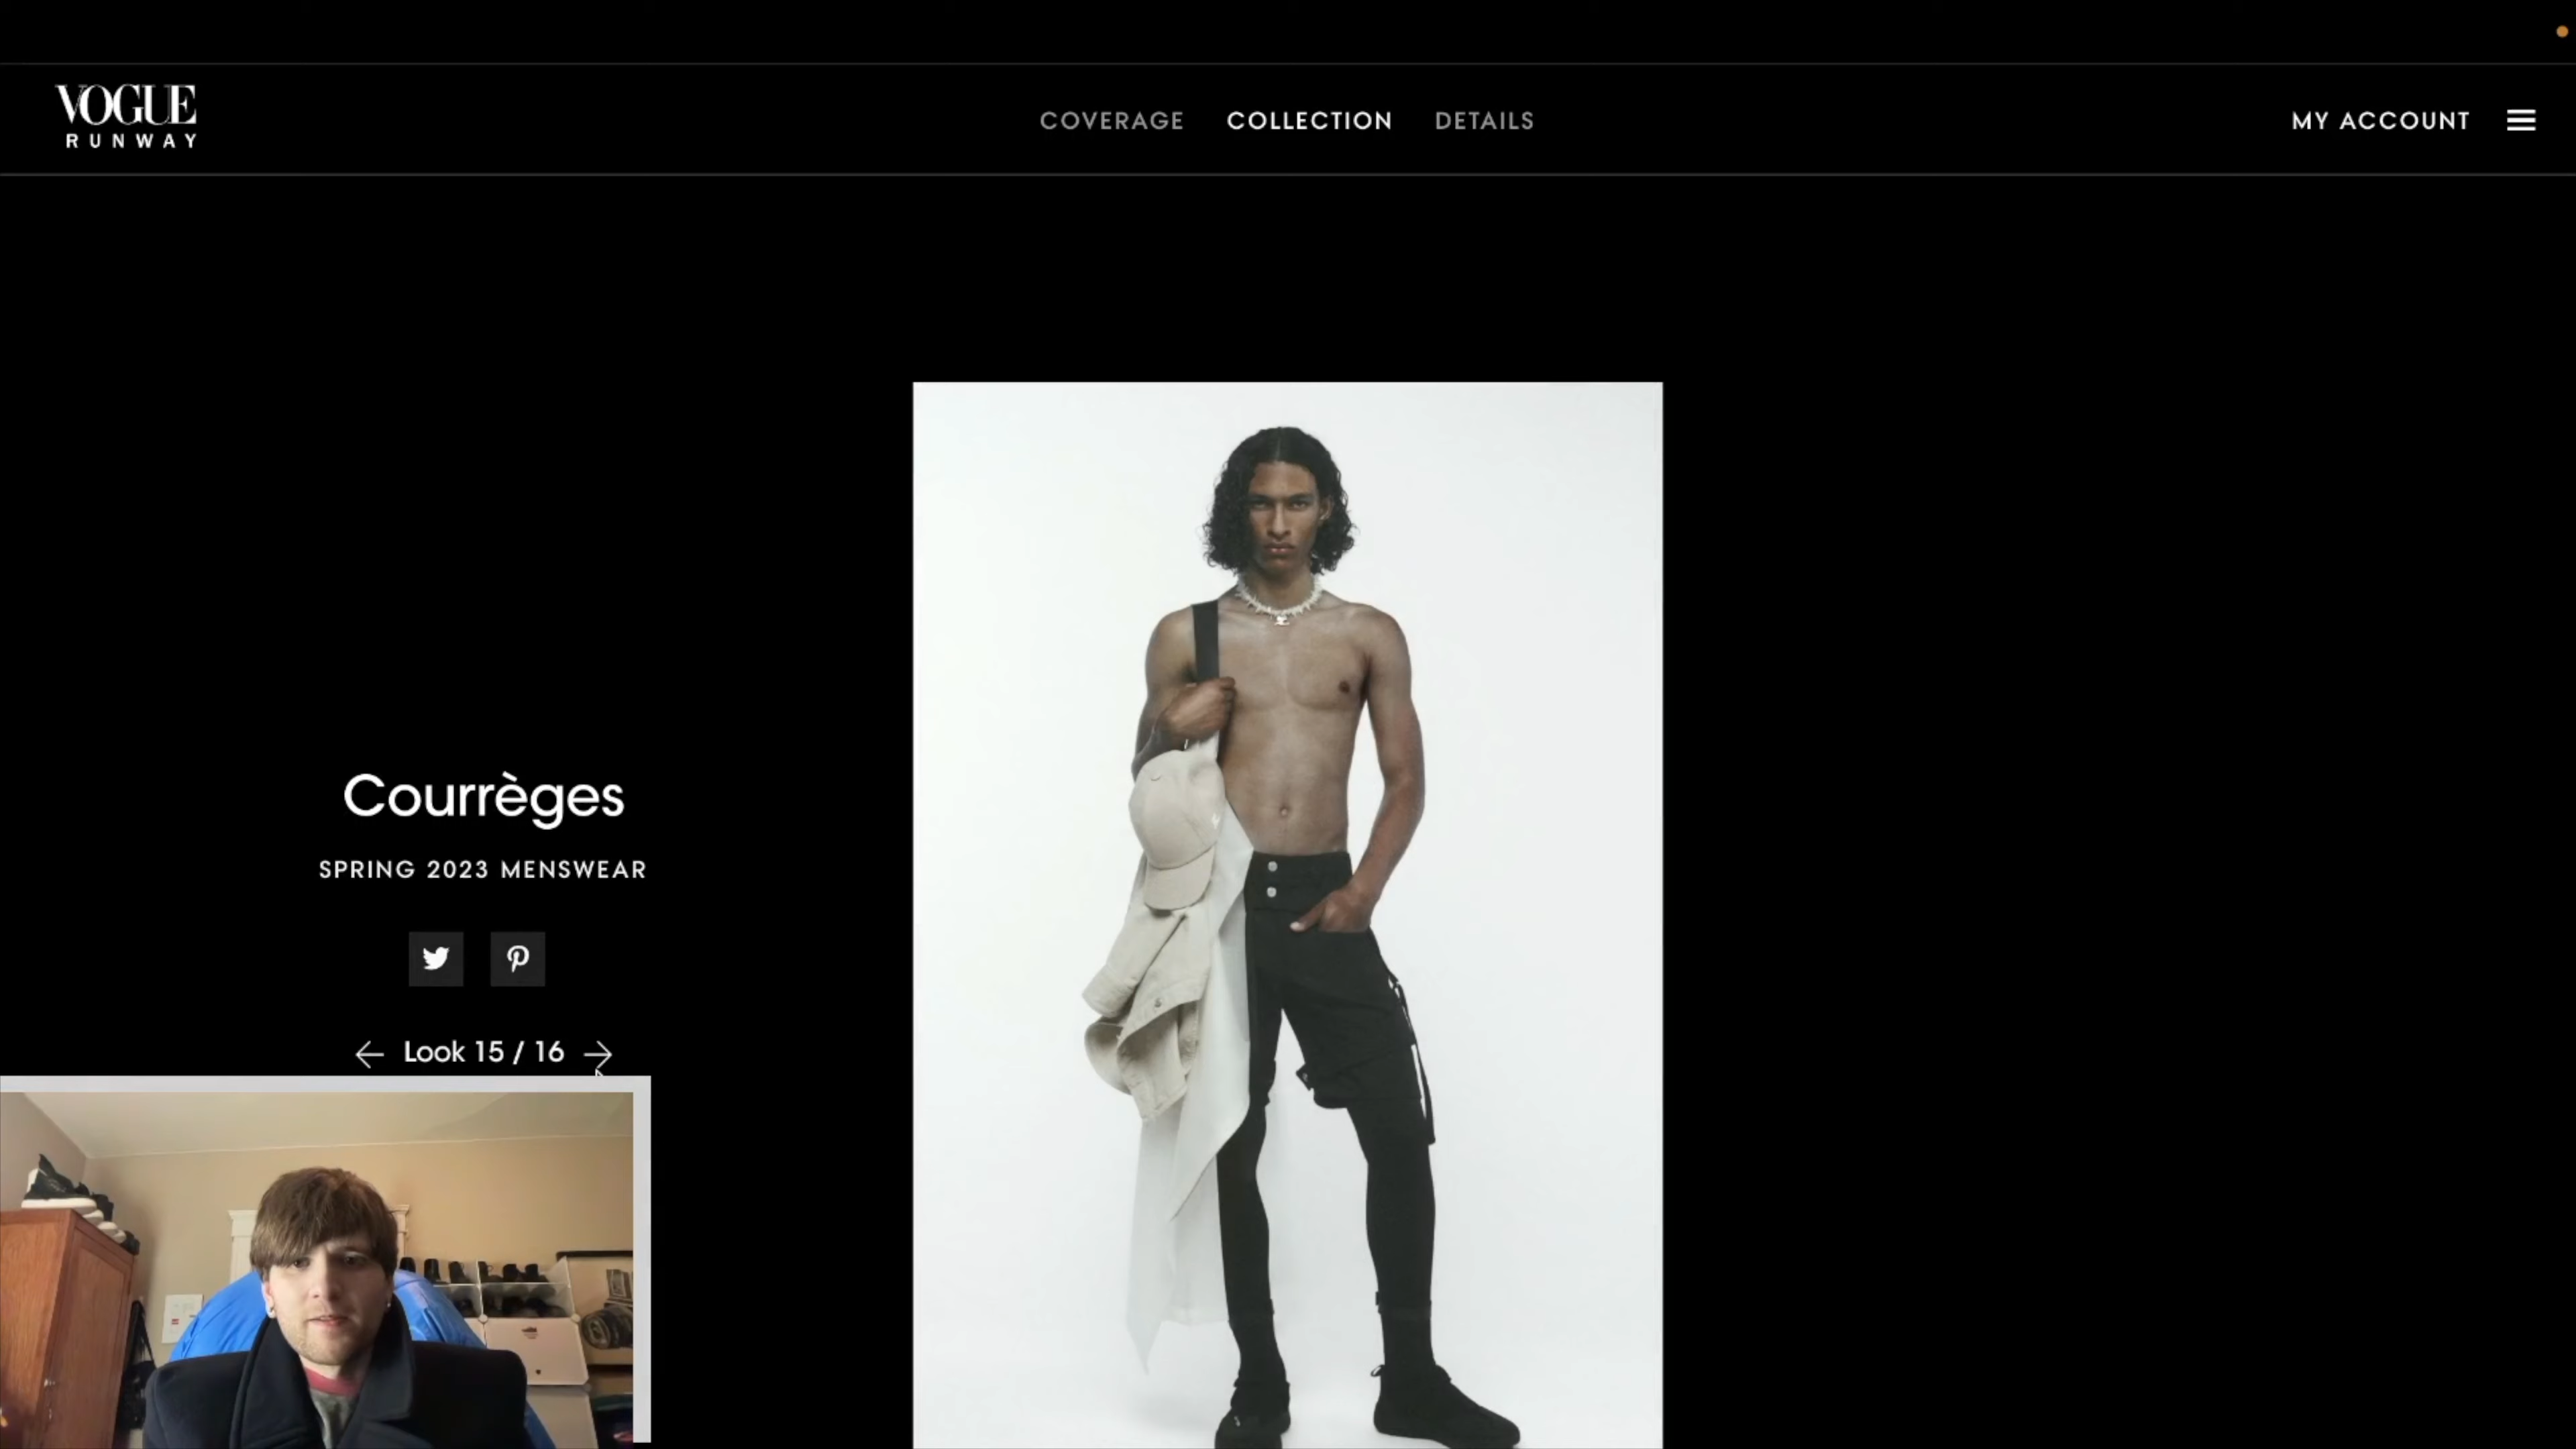 VOGUE
RUNWAY
COVERAGE COLLECTION DETAILS
MY ACCOUNT
Courrèges
SPRING 2023 MENSWEAR
Look 15 / 16